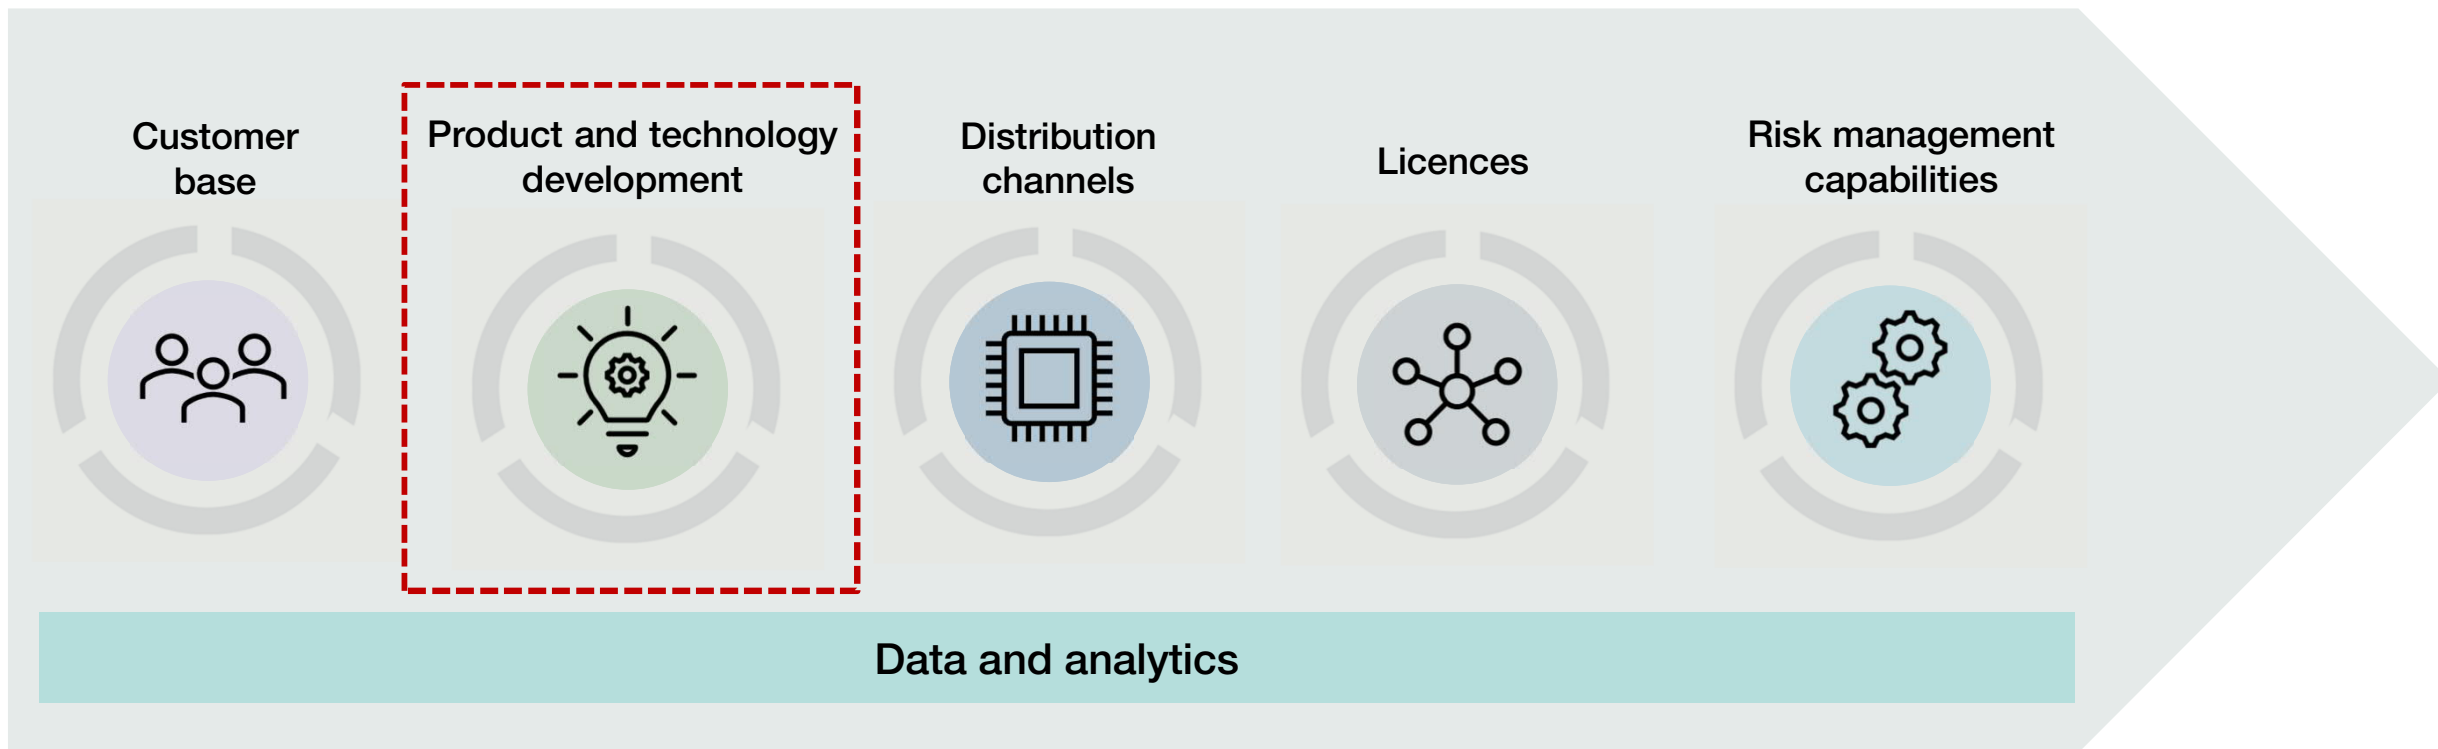 Customer
base
Product and technology
development
Distribution
channels
Licences
Risk management
capabilities
Data and analytics